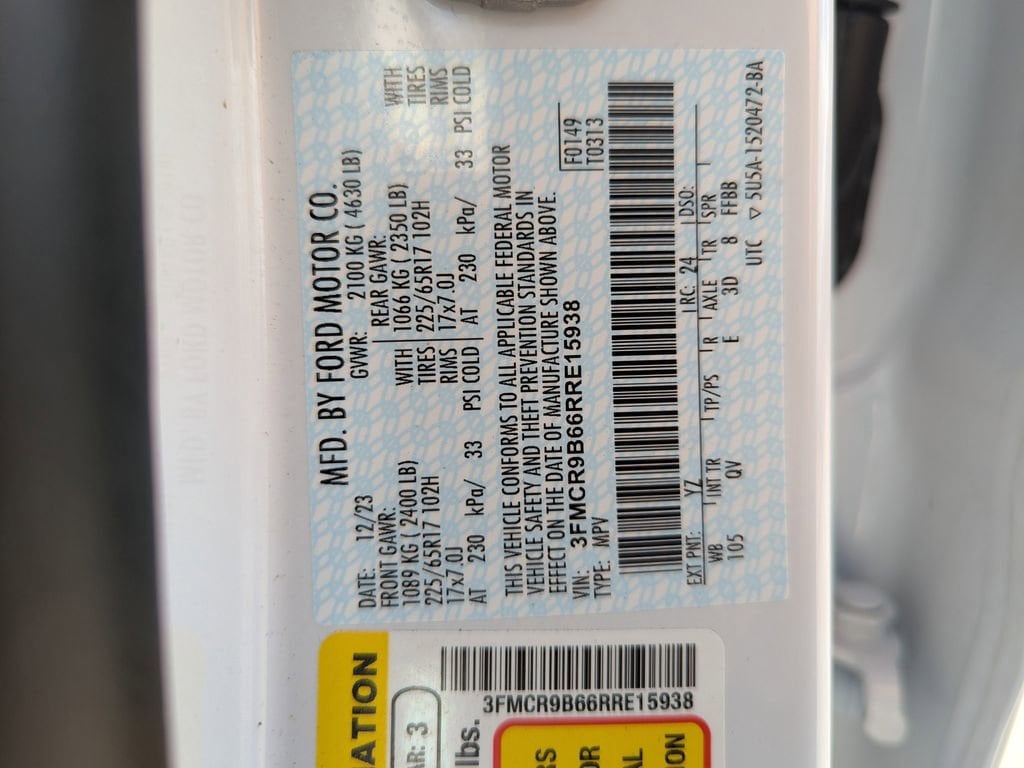 MFD. BY FORD MOTOR CO.
DATE: 12/23 GVWR: 2100 KG ( 4630 LB)
FRONT GAWR: REAR GAWR:
1089 KG ( 2400 LB) WITH 1066 KG ( 2350 LB) WITH
225/65R17 102H TIRES 225/65R17 102H TIRES
17x7.0J RIMS 17x7.0J RIMS
AT 230 kPa/ 33 PSI COLD AT 230 kPa/ 33 PSI COLD
THIS VEHICLE CONFORMS TO ALL APPLICABLE FEDERAL MOTOR
VEHICLE SAFETY AND THEFT PREVENTION STANDARDS IN
EFFECT ON THE DATE OF MANUFACTURE SHOWN ABOVE.
VIN: 3FMCR9B66RRE15938 F0149
TYPE: MPV T0313
EXT PNT: YZ RC: 24 DSO:
WB INT TR TP/PS R AXLE TR SPR
105 QV E 3D 8 FFBB
UTC ▽ 5U5A-1520472-BA
ATION
AR: 3
lbs.
3FMCR9B66RRE15938
RS
OR
AL
ION